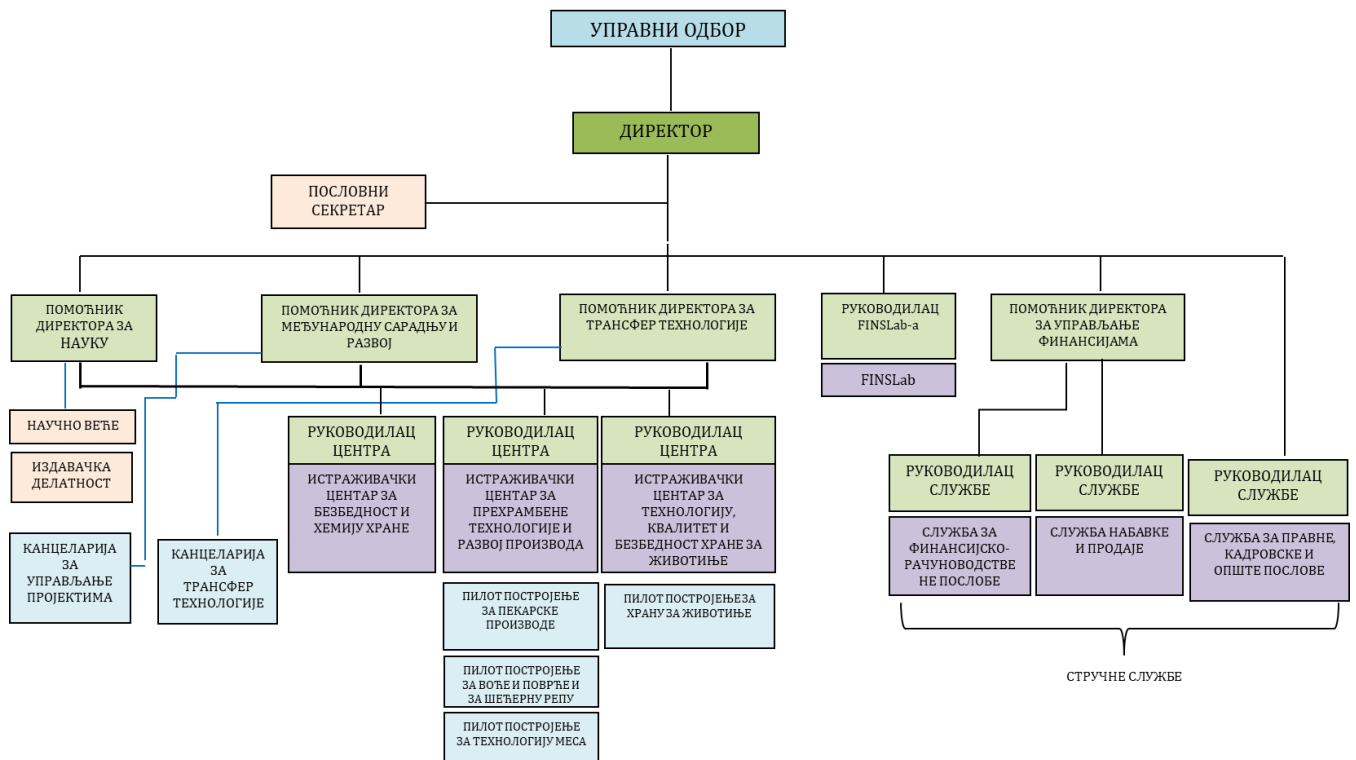 УПРАВНИ ОДБОР
ДИРЕКТОР
ПОСЛОВНИ
СЕКРЕТАР
ПОМОЋНИК
ДИРЕКТОРА ЗА
НАУКУ
ПОМОЋНИК ДИРЕКТОРА ЗА
МЕЂУНАРОДНУ САРАДЊУ И
РАЗВОЈ
ПОМОЋНИК ДИРЕКТОРА ЗА
ТРАНСФЕР ТЕХНОЛОГИЈЕ
РУКОВОДИЛАЦ
FINSLab-a
FINSLab
ПОМОЋНИК ДИРЕКТОРА
ЗА УПРАВЉАЊЕ
ФИНАНСИЈАМА
НАУЧНО ВЕЋЕ
ИЗДАВАЧКА
ДЕЛАТНОСТ
КАНЦЕЛАРИЈА
ЗА
УПРАВЉАЊЕ
ПРОЈЕКТИМА
КАНЦЕЛАРИЈА
ЗА
ТРАНСФЕР
ТЕХНОЛОГИЈЕ
РУКОВОДИЛАЦ
ЦЕНТРА
ИСТРАЖИВАЧКИ
ЦЕНТАР ЗА
БЕЗБЕДНОСТ И
ХЕМИЈУ ХРАНЕ
РУКОВОДИЛАЦ
ЦЕНТРА
ИСТРАЖИВАЧКИ
ЦЕНТАР ЗА
ПРЕХРАМБЕНЕ
ТЕХНОЛОГИЈЕ И
РАЗВОЈ ПРОИЗВОДА
ПИЛОТ ПОСТРОЈЕЊЕ
ЗА ПЕКАРСКЕ
ПРОИЗВОДЕ
ПИЛОТ ПОСТРОЈЕЊЕ
ЗА ВОЋЕ И ПОВРЋЕ И
ЗА ШЕЋЕРНУ РЕПУ
ПИЛОТ ПОСТРОЈЕЊЕ
ЗА ТЕХНОЛОГИЈУ МЕСА
РУКОВОДИЛАЦ
ЦЕНТРА
ИСТРАЖИВАЧКИ
ЦЕНТАР ЗА
ТЕХНОЛОГИЈУ,
КВАЛИТЕТ И
БЕЗБЕДНОСТ ХРАНЕ ЗА
ЖИВОТИЊЕ
ПИЛОТ ПОСТРОЈЕЊЕ ЗА
ХРАНУ ЗА ЖИВОТИЊЕ
РУКОВОДИЛАЦ
СЛУЖБЕ
СЛУЖБА ЗА
ФИНАНСИЈСКО-
РАЧУНОВОДСТВЕ
НЕ ПОСЛОБЕ
РУКОВОДИЛАЦ
СЛУЖБЕ
СЛУЖБА НАБАВКЕ
И ПРОДАЈЕ
РУКОВОДИЛАЦ
СЛУЖБЕ
СЛУЖБА ЗА ПРАВНЕ,
КАДРОВСКЕ И
ОПШТЕ ПОСЛОВЕ
СТРУЧНЕ СЛУЖБЕ